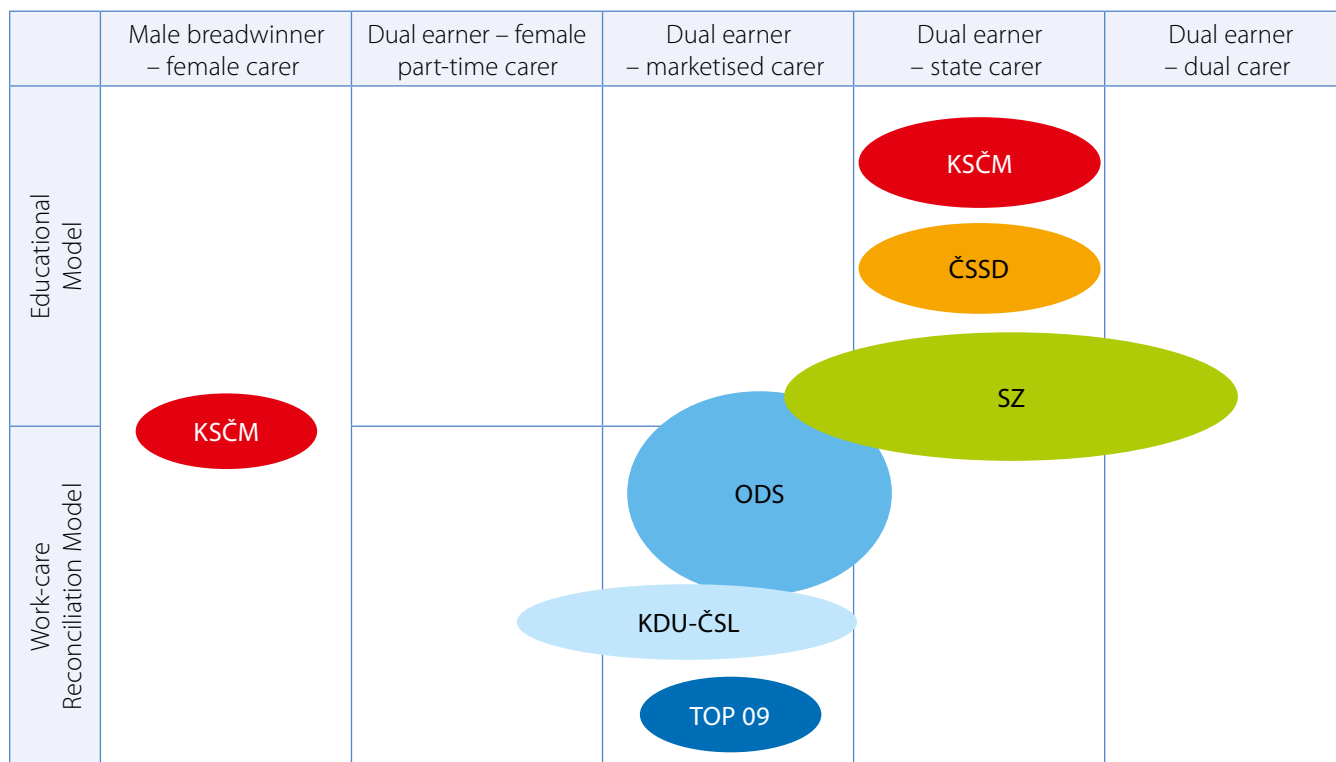 Male breadwinner
– female carer
Dual earner – female
part-time carer
Dual earner
– marketised carer
Dual earner
– state carer
Dual earner
– dual carer
Educational
Model
KSČM
ČSSD
SZ
KSČM
Work-care
Reconciliation Model
ODS
KDU-ČSL
TOP 09